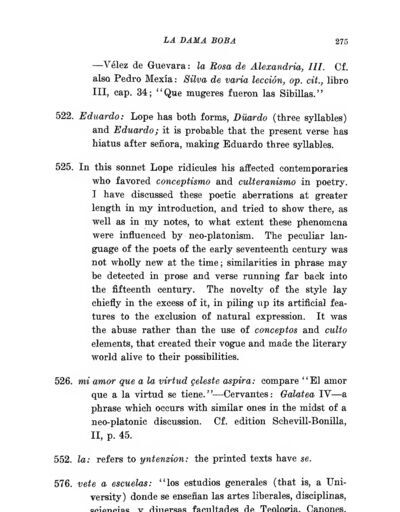 LA DAMA BOBA 275
—Vélez de Guevara: la Rosa de Alexandria, III. Cf.
also Pedro Mexía: Silva de varia lección, op. cit., libro
III, cap. 34; “Que mugeres fueron las Sibillas.”
522. Eduardo: Lope has both forms, Düardo (three syllables)
and Eduardo; it is probable that the present verse has
hiatus after señora, making Eduardo three syllables.
525. In this sonnet Lope ridicules his affected contemporaries
who favored conceptismo and culteranismo in poetry.
I have discussed these poetic aberrations at greater
length in my introduction, and tried to show there, as
well as in my notes, to what extent these phenomena
were influenced by neo-platonism. The peculiar lan-
guage of the poets of the early seventeenth century was
not wholly new at the time; similarities in phrase may
be detected in prose and verse running far back into
the fifteenth century. The novelty of the style lay
chiefly in the excess of it, in piling up its artificial fea-
tures to the exclusion of natural expression. It was
the abuse rather than the use of conceptos and culto
elements, that created their vogue and made the literary
world alive to their possibilities.
526. mi amor que a la virtud çeleste aspira: compare “El amor
que a la virtud se tiene.”—Cervantes: Galatea IV—a
phrase which occurs with similar ones in the midst of a
neo-platonic discussion. Cf. edition Schevill-Bonilla,
II, p. 45.
552. la: refers to yntenzion: the printed texts have se.
576. vete a escuelas: “los estudios generales (that is, a Uni-
versity) donde se enseñan las artes liberales, disciplinas,
sciencias, y diversas facultades de Teologia, Canones,